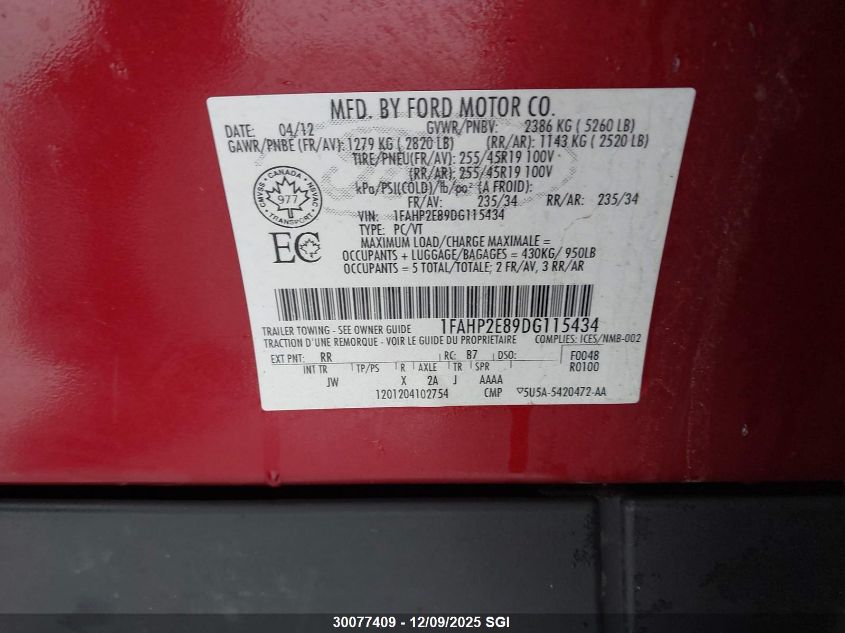 MFD. BY FORD MOTOR CO.
DATE: 04/12 GVWR/PNBV: 2386 KG ( 5260 LB)
GAWR/PNBE (FR/AV): 1279 KG ( 2820 LB) (RR/AR): 1143 KG ( 2520 LB)
TIRE/PNEU(FR/AV): 255/45R19 100V
(RR/AR): 255/45R19 100V
kPa/PSI(COLD)/lb/po² (A FROID):
FR/AV: 235/34 RR/AR: 235/34
CANADA
CMVSS 977 NSVAC
TRANSPORT
VIN: 1FAHP2E89DG115434
TYPE: PC/VT
EC
MAXIMUM LOAD/CHARGE MAXIMALE =
OCCUPANTS + LUGGAGE/BAGAGES = 430KG/ 950LB
OCCUPANTS = 5 TOTAL/TOTALE; 2 FR/AV, 3 RR/AR
1FAHP2E89DG115434
TRAILER TOWING - SEE OWNER GUIDE
TRACTION D'UNE REMORQUE - VOIR LE GUIDE DU PROPRIETAIRE COMPLIES: ICES/NMB-002
EXT PNT: RR RC: B7 DSO: F0048
INT TR TP/PS R AXLE TR SPR R0100
JW X 2A J AAAA
1201204102754 CMP 5U5A-5420472-AA
30077409 - 12/09/2025 SGI